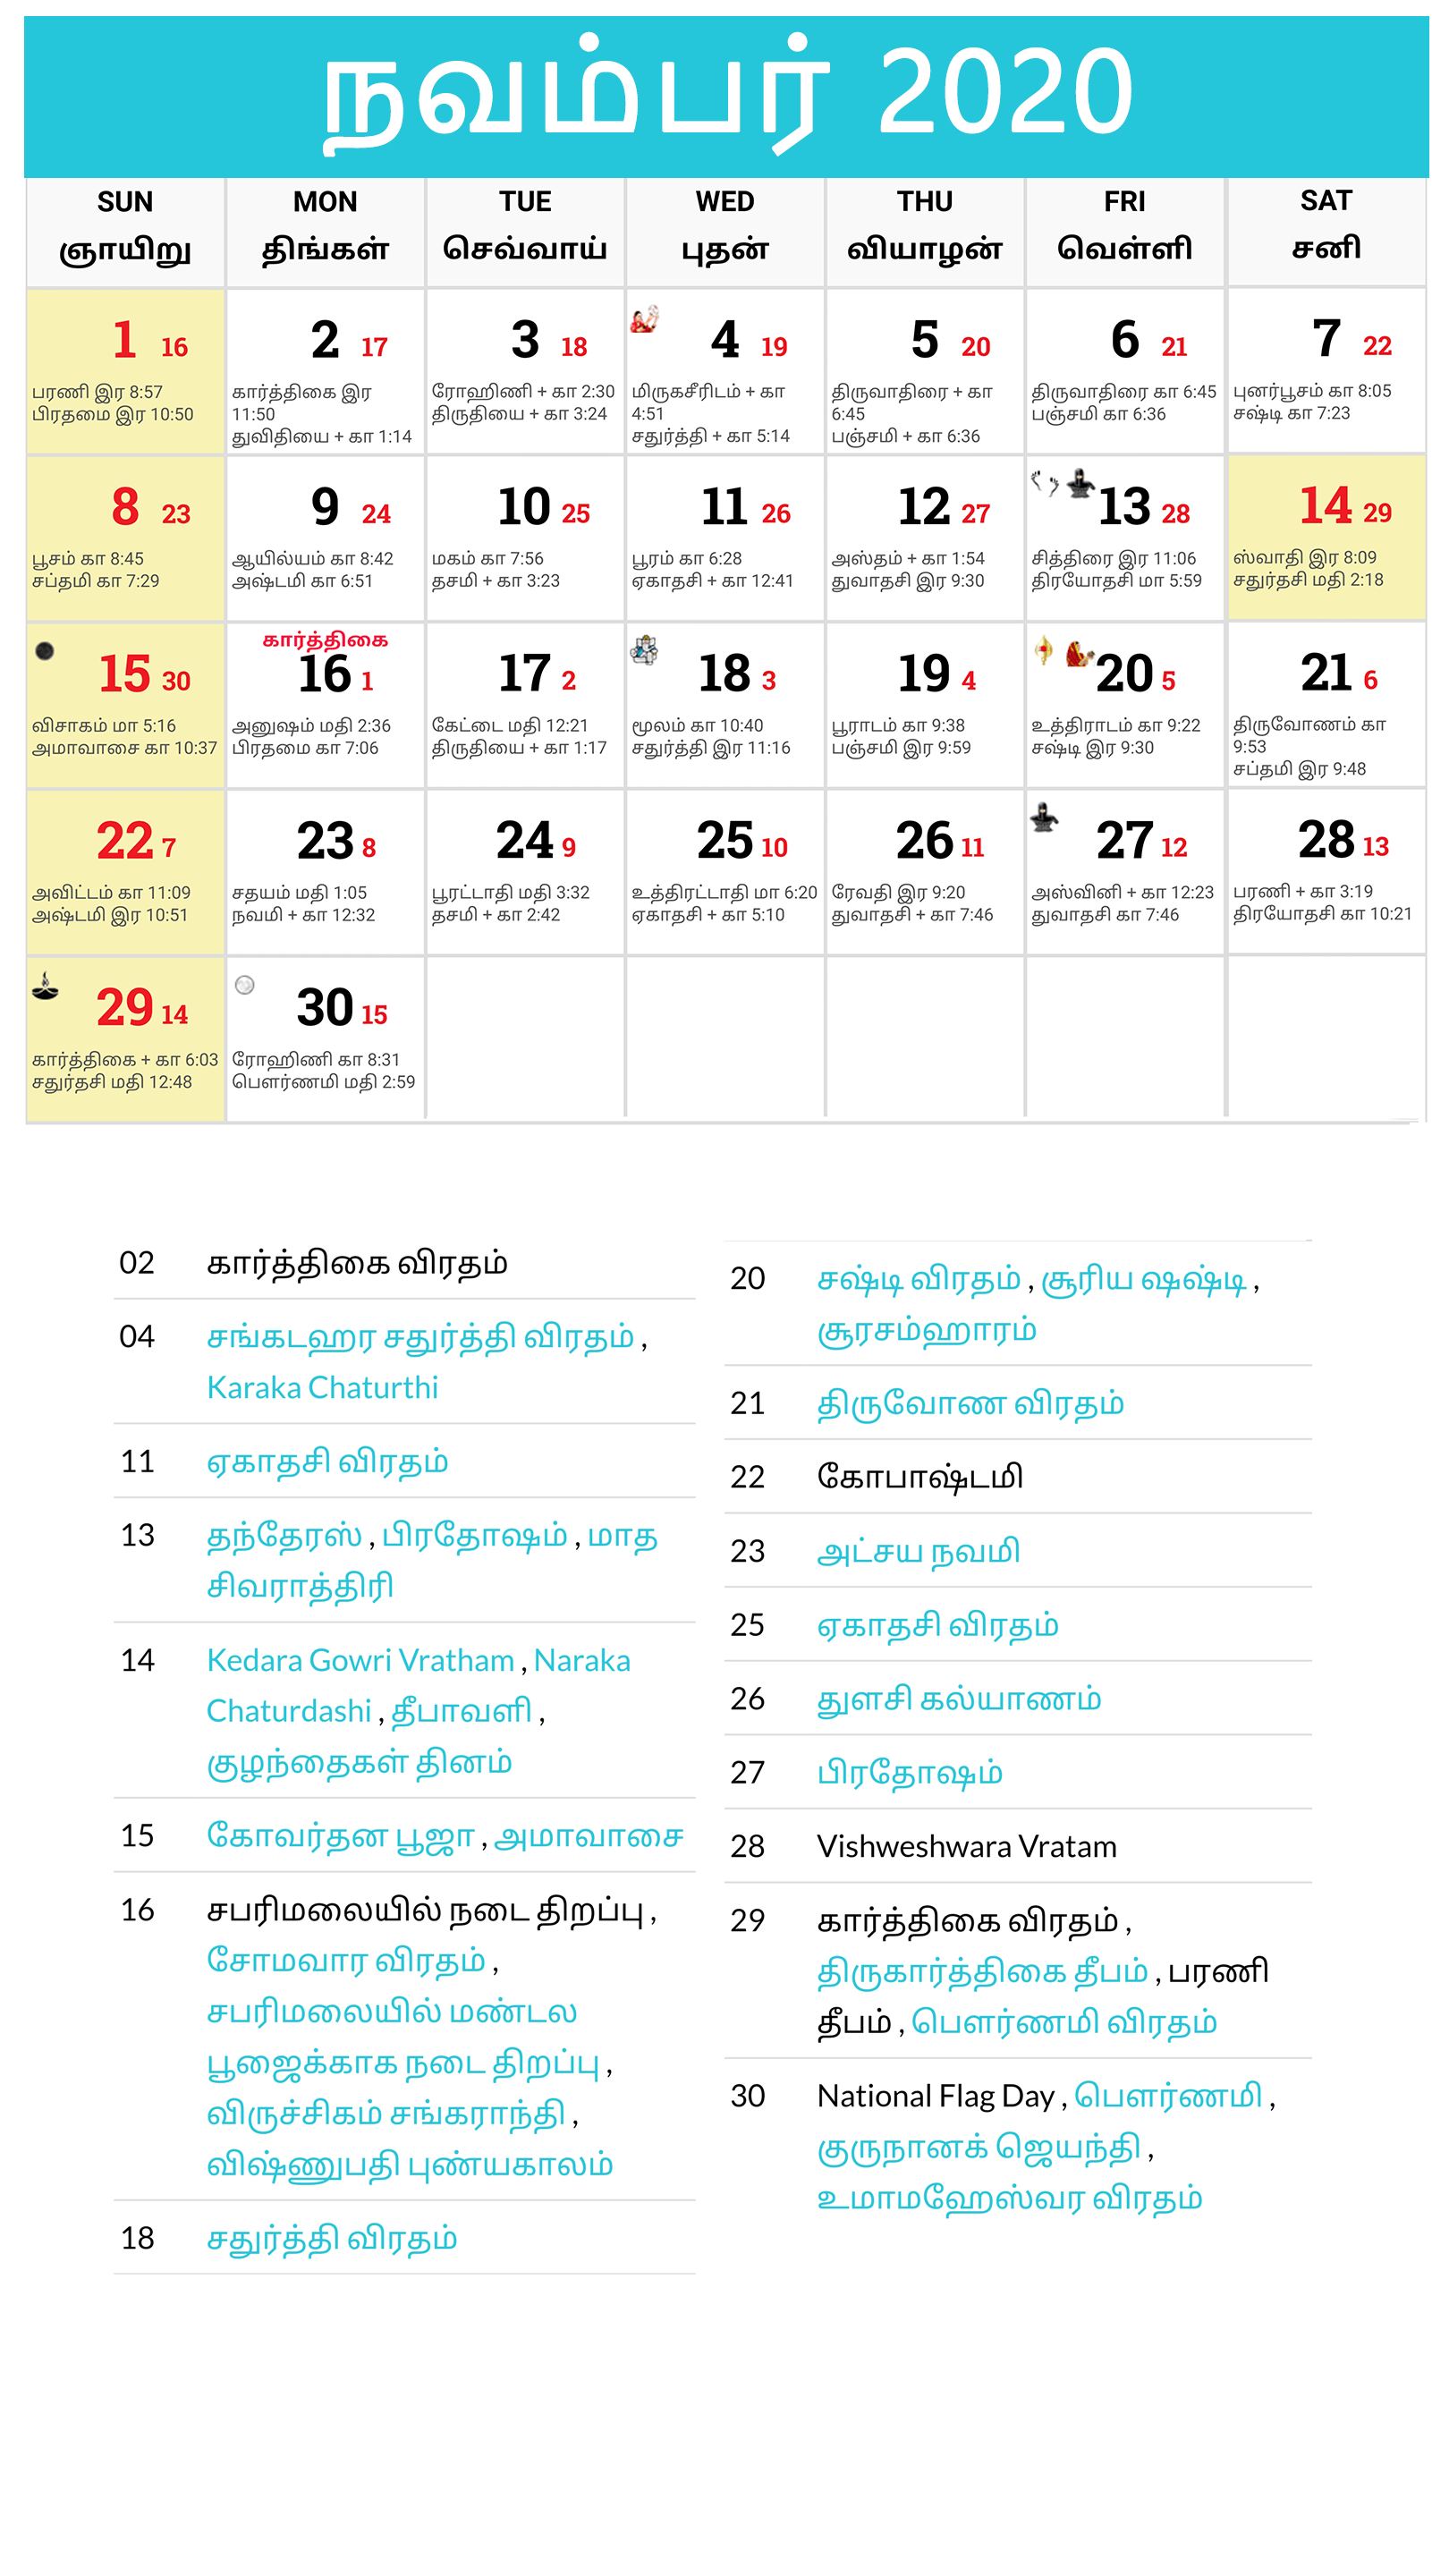 நவம்பர் 2020
SUN MON TUE WED THU FRI SAT
ஞாயிறு திங்கள் செவ்வாய் புதன் வியாழன் வெள்ளி சனி
1 16
பரணி இர 8:57
பிரதமை இர 10:50
2 17
கார்த்திகை இர
11:50
துவிதியை + கா 1:14
3 18
ரோஹிணி + கா 2:30
திருதியை + கா 3:24
4 19
மிருகசீரிடம் + கா
4:51
சதுர்த்தி + கா 5:14
5 20
திருவாதிரை + கா
6:45
பஞ்சமி + கா 6:36
6 21
திருவாதிரை கா 6:45
பஞ்சமி கா 6:36
7 22
புனர்பூசம் கா 8:05
சஷ்டி கா 7:23
8 23
பூசம் கா 8:45
சப்தமி கா 7:29
9 24
ஆயில்யம் கா 8:42
அஷ்டமி கா 6:51
10 25
மகம் கா 7:56
தசமி + கா 3:23
11 26
பூரம் கா 6:28
ஏகாதசி + கா 12:41
12 27
அஸ்தம் + கா 1:54
துவாதசி இர 9:30
13 28
சித்திரை இர 11:06
திரயோதசி மா 5:59
14 29
ஸ்வாதி இர 8:09
சதுர்தசி மதி 2:18
15 30
விசாகம் மா 5:16
அமாவாசை கா 10:37
கார்த்திகை
16 1
அனுஷம் மதி 2:36
பிரதமை கா 7:06
17 2
கேட்டை மதி 12:21
திருதியை + கா 1:17
18 3
மூலம் கா 10:40
சதுர்த்தி இர 11:16
19 4
பூராடம் கா 9:38
பஞ்சமி இர 9:59
20 5
உத்திராடம் கா 9:22
சஷ்டி இர 9:30
21 6
திருவோணம் கா
9:53
சப்தமி இர 9:48
22 7
அவிட்டம் கா 11:09
அஷ்டமி இர 10:51
23 8
சதயம் மதி 1:05
நவமி + கா 12:32
24 9
பூரட்டாதி மதி 3:32
தசமி + கா 2:42
25 10
உத்திரட்டாதி மா 6:20
ஏகாதசி + கா 5:10
26 11
ரேவதி இர 9:20
துவாதசி + கா 7:46
27 12
அஸ்வினி + கா 12:23
துவாதசி கா 7:46
28 13
பரணி + கா 3:19
திரயோதசி கா 10:21
29 14
கார்த்திகை + கா 6:03
சதுர்தசி மதி 12:48
30 15
ரோஹிணி கா 8:31
பௌர்ணமி மதி 2:59
02 கார்த்திகை விரதம்
04 சங்கடஹர சதுர்த்தி விரதம் ,
Karaka Chaturthi
11 ஏகாதசி விரதம்
13 தந்தேரஸ் , பிரதோஷம் , மாத
சிவராத்திரி
14 Kedara Gowri Vratham , Naraka
Chaturdashi , தீபாவளி ,
குழந்தைகள் தினம்
15 கோவர்தன பூஜா , அமாவாசை
16 சபரிமலையில் நடை திறப்பு ,
சோமவார விரதம் ,
சபரிமலையில் மண்டல
பூஜைக்காக நடை திறப்பு ,
விருச்சிகம் சங்கராந்தி ,
விஷ்ணுபதி புண்யகாலம்
18 சதுர்த்தி விரதம்
20 சஷ்டி விரதம் , சூரிய ஷஷ்டி ,
சூரசம்ஹாரம்
21 திருவோண விரதம்
22 கோபாஷ்டமி
23 அட்சய நவமி
25 ஏகாதசி விரதம்
26 துளசி கல்யாணம்
27 பிரதோஷம்
28 Vishweshwara Vratam
29 கார்த்திகை விரதம் ,
திருகார்த்திகை தீபம் , பரணி
தீபம் , பௌர்ணமி விரதம்
30 National Flag Day , பௌர்ணமி ,
குருநானக் ஜெயந்தி ,
உமாமஹேஸ்வர விரதம்